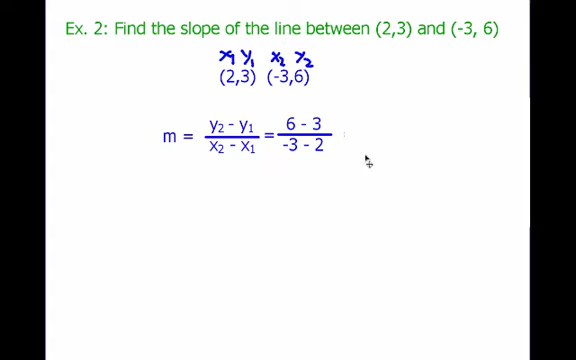 Ex. 2: Find the slope of the line between (2,3) and (-3, 6)
x₁ y₁ x₂ y₂
(2,3) (-3,6)
m = y₂ - y₁ / x₂ - x₁ = 6 - 3 / -3 - 2